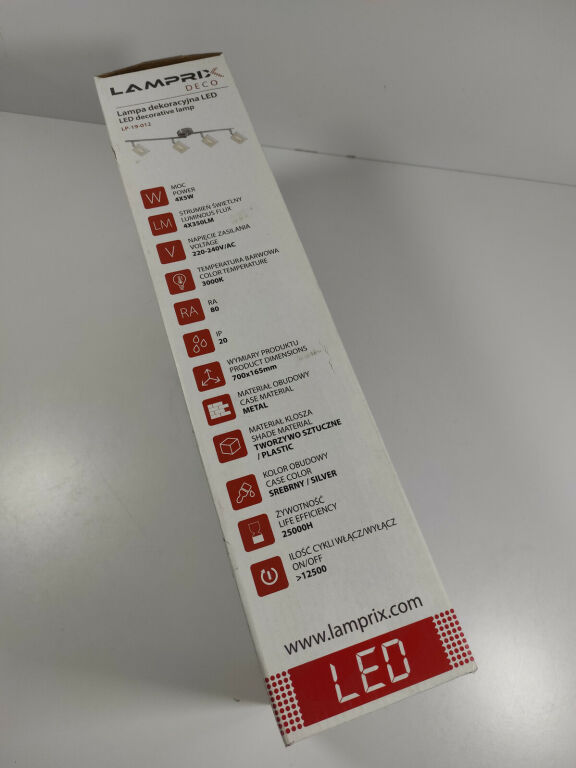 LAMPRIX
DECO
Lampa dekoracyjna LED
LED decorative lamp
LP-19-012
W
MOC
POWER
4X5W
LM
STRUMIEŃ ŚWIETLNY
LUMINOUS FLUX
4X350LM
V
NAPIĘCIE ZASILANIA
VOLTAGE
220-240V/AC
TEMPERATURA BARWOWA
COLOR TEMPERATURE
3000K
RA
RA
80
IP
20
WYMIARY PRODUKTU
PRODUCT DIMENSIONS
700x165mm
MATERIAŁ OBUDOWY
CASE MATERIAL
METAL
MATERIAŁ KLOSZA
SHADE MATERIAL
TWORZYWO SZTUCZNE
/ PLASTIC
KOLOR OBUDOWY
CASE COLOR
SREBRNY / SILVER
ŻYWOTNOŚĆ
LIFE EFFICIENCY
25000H
ILOŚĆ CYKLI WŁĄCZ/WYŁĄCZ
ON/OFF
>12500
www.lamprix.com
LED